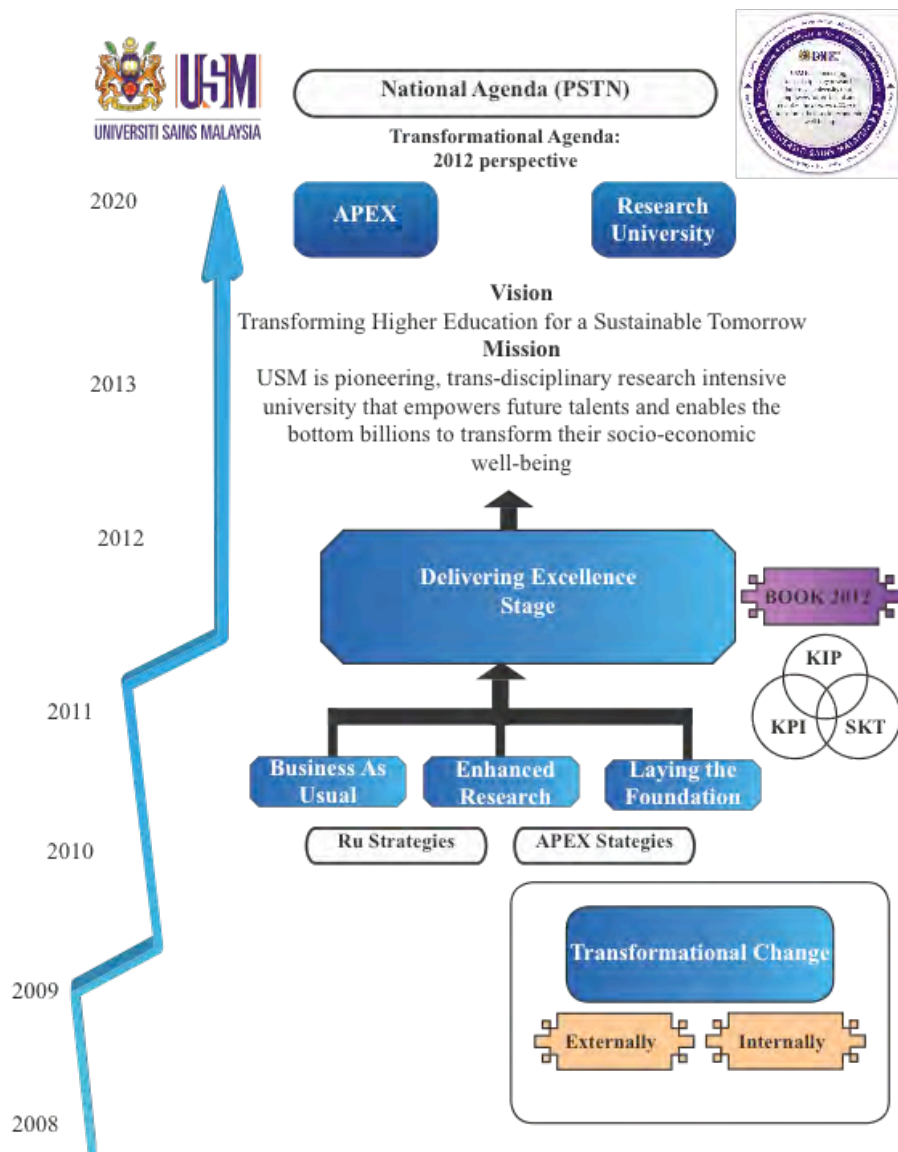 USM
UNIVERSITI SAINS MALAYSIA
National Agenda (PSTN)
Transformational Agenda:
2012 perspective
2020
APEX
Research
University
Vision
Transforming Higher Education for a Sustainable Tomorrow
Mission
2013
USM is pioneering, trans-disciplinary research intensive
university that empowers future talents and enables the
bottom billions to transform their socio-economic
well-being
2012
Delivering Excellence
Stage
BOOK 2012
KIP
KPI
SKT
2011
Business As
Usual
Enhanced
Research
Laying the
Foundation
2010
Ru Strategies
APEX Stategies
Transformational Change
2009
Externally
Internally
2008
UNIVERSITI SAINS MALAYSIA